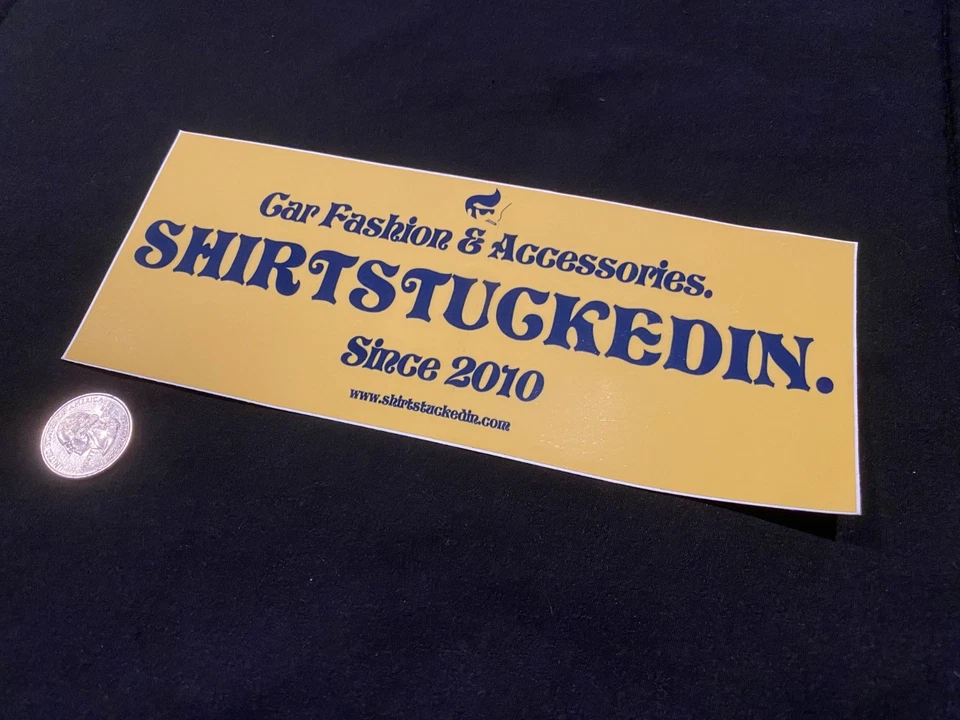 Car Fashion & Accessories.
SHIRTSTUCKEDIN.
Since 2010
www.shirtstuckedin.com